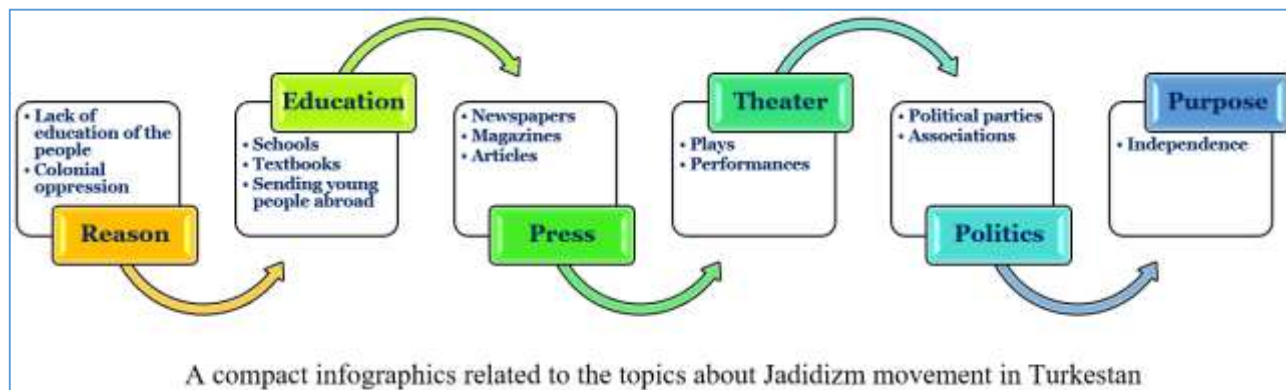 • Lack of
education of the
people
• Colonial
oppression
Reason
Education
• Schools
• Textbooks
• Sending young
people abroad
• Newspapers
• Magazines
• Articles
Press
Theater
• Plays
• Performances
• Political parties
• Associations
Politics
Purpose
• Independence
A compact infographics related to the topics about Jadidizm movement in Turkestan